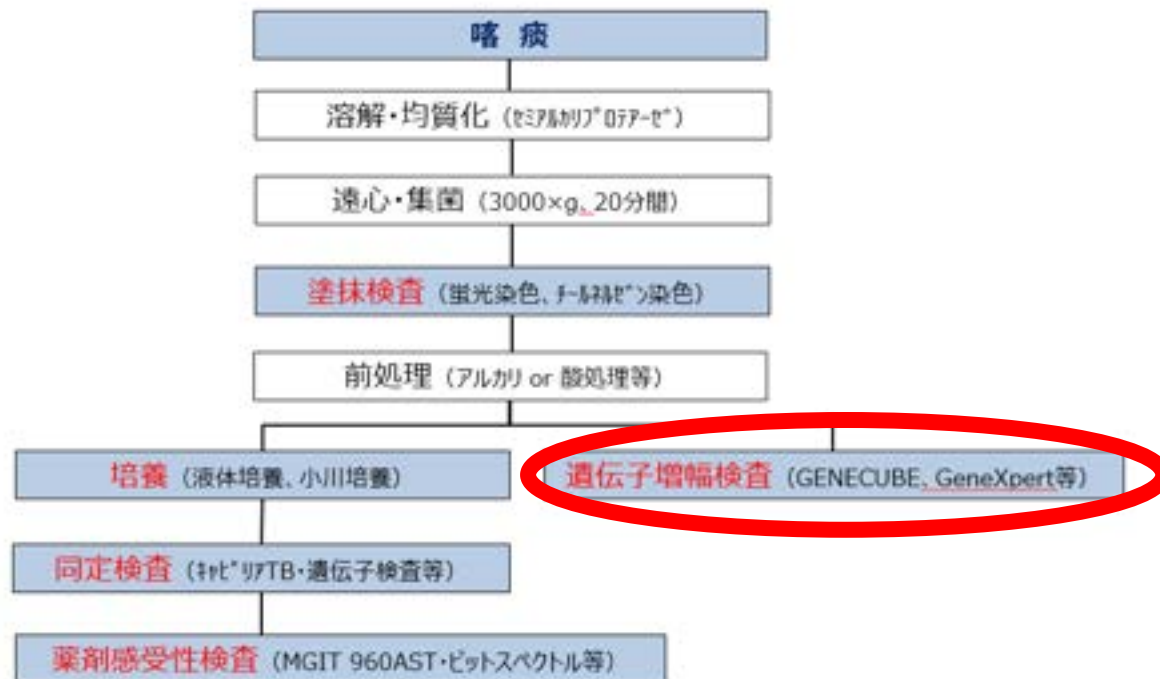 喀 痰
溶解・均質化（ｾﾐｱﾙｶﾘﾌﾟﾛﾃｱｰｾﾞ）
遠心・集菌（3000×g、20分間）
塗抹検査（蛍光染色、ﾁｰﾙﾈﾙｾﾞﾝ染色）
前処理（アルカリ or 酸処理等）
培養（液体培養、小川培養）
遺伝子増幅検査（GENECUBE、GeneXpert等）
同定検査（ｷｬﾋﾟﾘｱTB・遺伝子検査等）
薬剤感受性検査（MGIT 960AST・ビットスペクトル等）